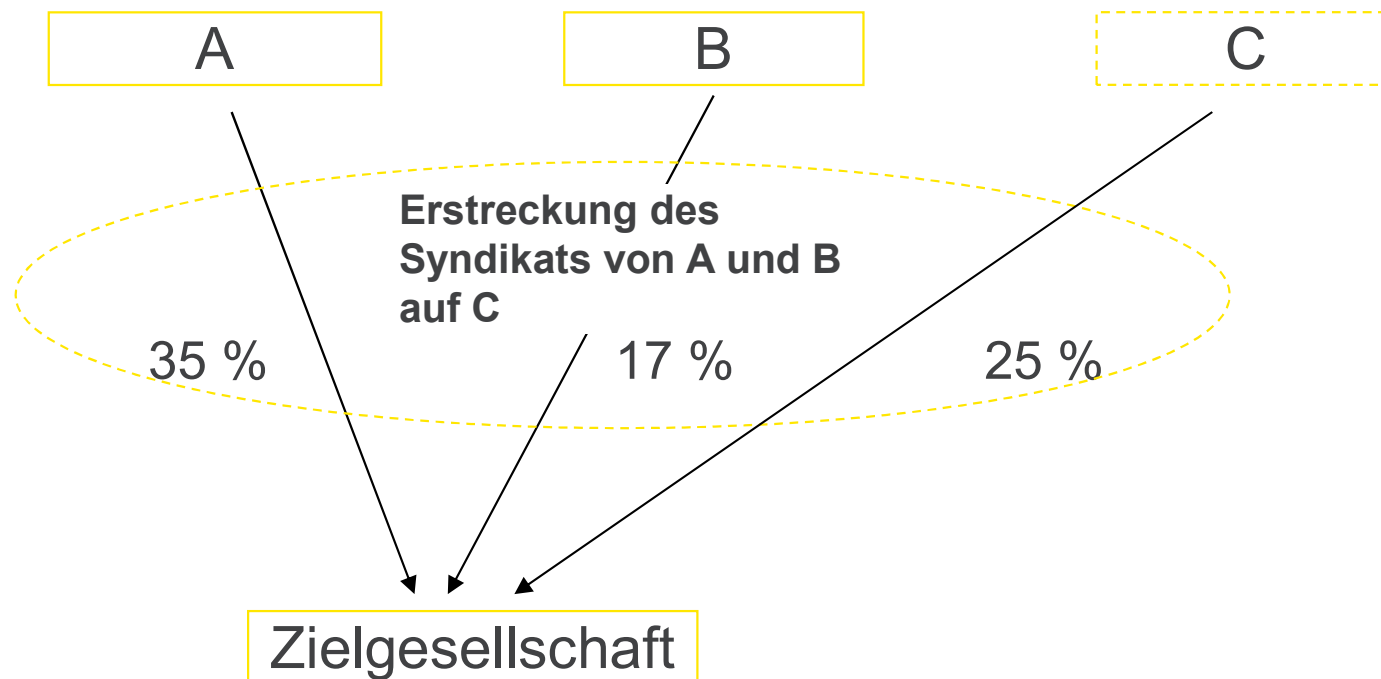 A
B
C
Erstreckung des
Syndikats von A und B
auf C
35 %
17 %
25 %
Zielgesellschaft